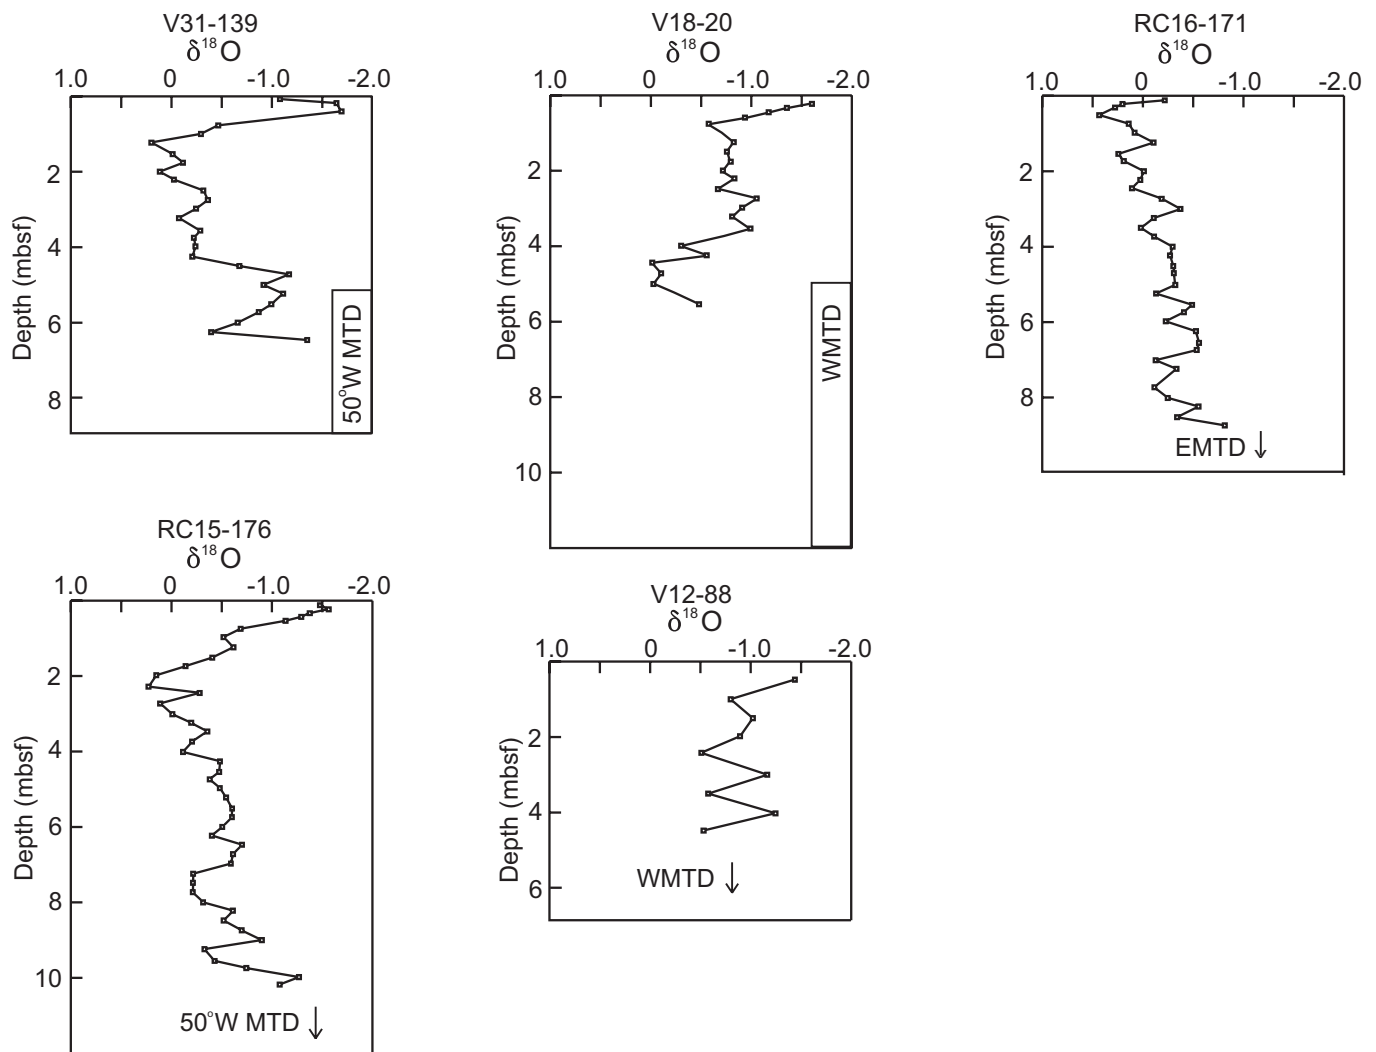 V31-139
δ¹⁸O
1.0 0 -1.0 -2.0
2
4
6
8
Depth (mbsf)
50°W MTD
V18-20
δ¹⁸O
1.0 0 -1.0 -2.0
2
4
6
8
10
Depth (mbsf)
WMTD
RC16-171
δ¹⁸O
1.0 0 -1.0 -2.0
2
4
6
8
Depth (mbsf)
EMTD ↓
RC15-176
δ¹⁸O
1.0 0 -1.0 -2.0
2
4
6
8
10
Depth (mbsf)
50°W MTD ↓
V12-88
δ¹⁸O
1.0 0 -1.0 -2.0
2
4
6
Depth (mbsf)
WMTD ↓